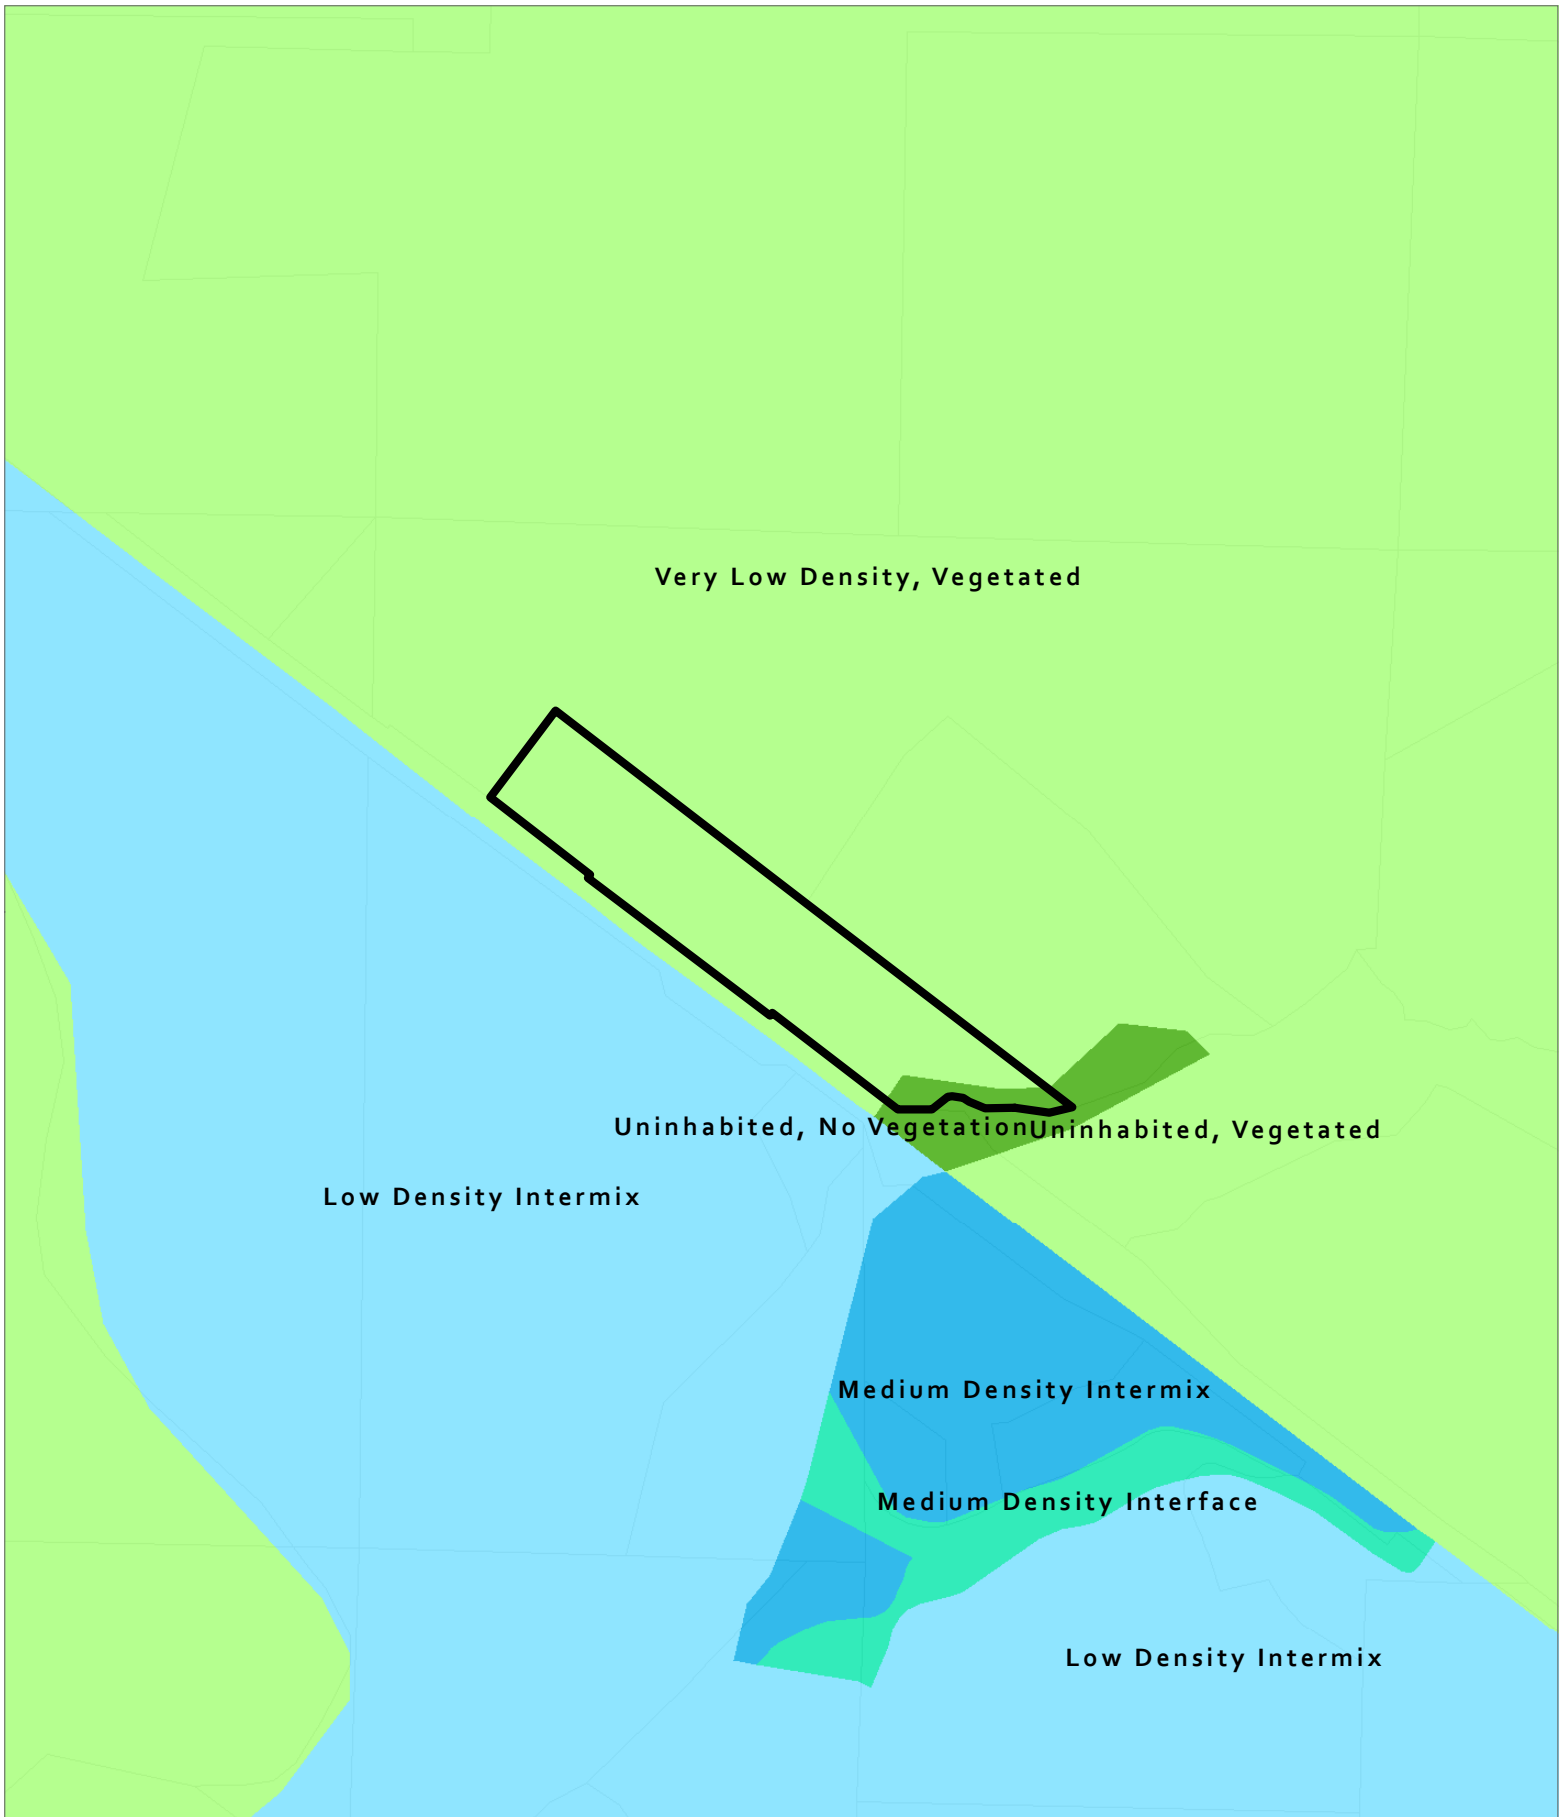 Very Low Density, Vegetated
Uninhabited, No Vegetation
Uninhabited, Vegetated
Low Density Intermix
Medium Density Intermix
Medium Density Interface
Low Density Intermix